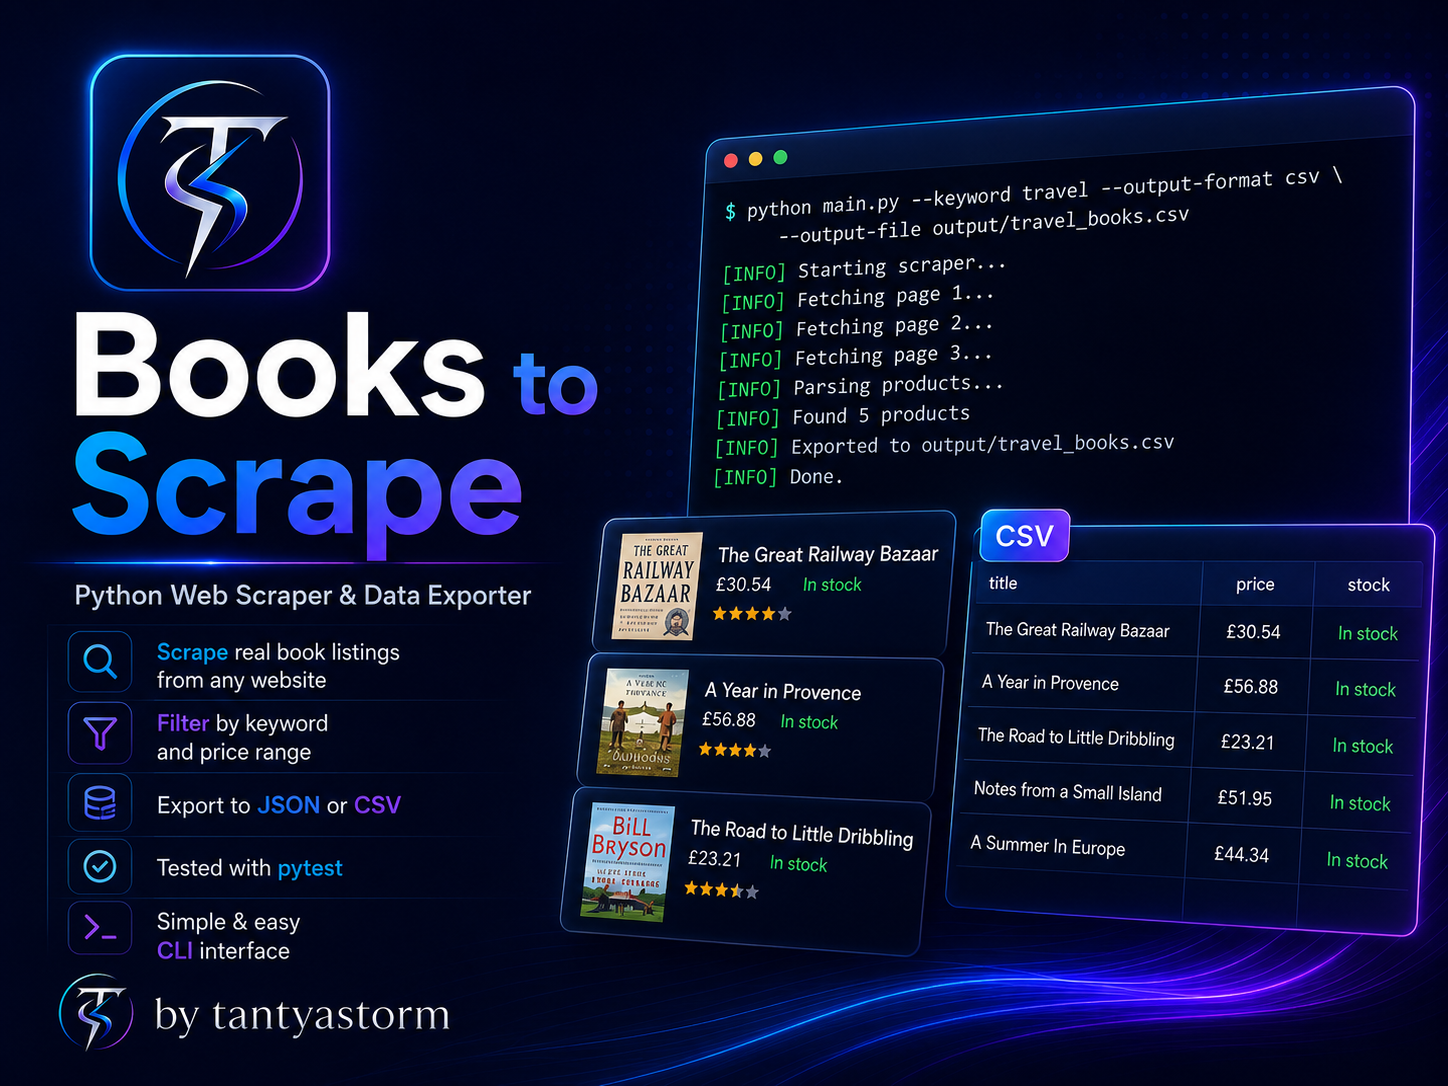 Books to
Scrape
Python Web Scraper & Data Exporter
Scrape real book listings
from any website
Filter by keyword
and price range
Export to JSON or CSV
Tested with pytest
Simple & easy
CLI interface
by tantyastorm
$ python main.py --keyword travel --output-format csv \
--output-file output/travel_books.csv
[INFO] Starting scraper...
[INFO] Fetching page 1...
[INFO] Fetching page 2...
[INFO] Fetching page 3...
[INFO] Parsing products...
[INFO] Found 5 products
[INFO] Exported to output/travel_books.csv
[INFO] Done.
THE GREAT
RAILWAY
BAZAAR
The Great Railway Bazaar
£30.54 In stock
A Year in Provence
£56.88 In stock
BiLL
BRYSON
The Road to Little Dribbling
£23.21 In stock
CSV
title price stock
The Great Railway Bazaar £30.54 In stock
A Year in Provence £56.88 In stock
The Road to Little Dribbling £23.21 In stock
Notes from a Small Island £51.95 In stock
A Summer In Europe £44.34 In stock